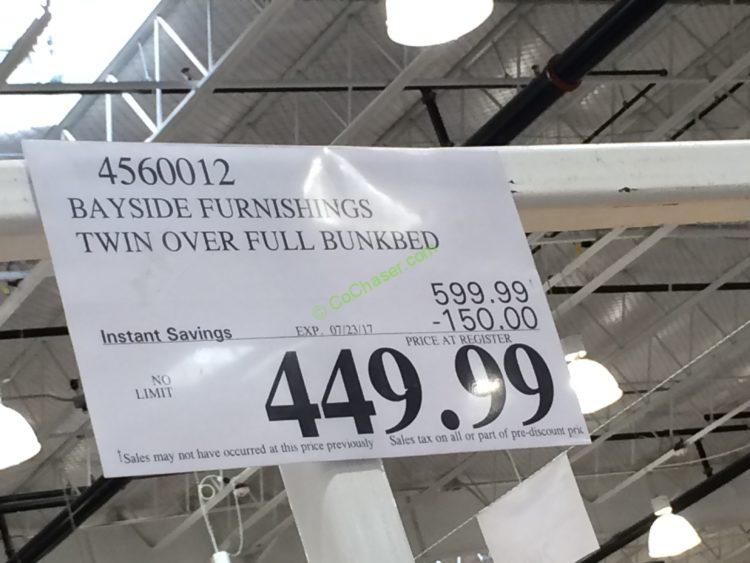 4560012
BAYSIDE FURNISHINGS
TWIN OVER FULL BUNKBED
© CoChaser.com
599.99
Instant Savings EXP. 07/23/17 -150.00
PRICE AT REGISTER
NO LIMIT
449.99
Sales may not have occurred at this price previously Sales tax on all or part of pre-discount pric